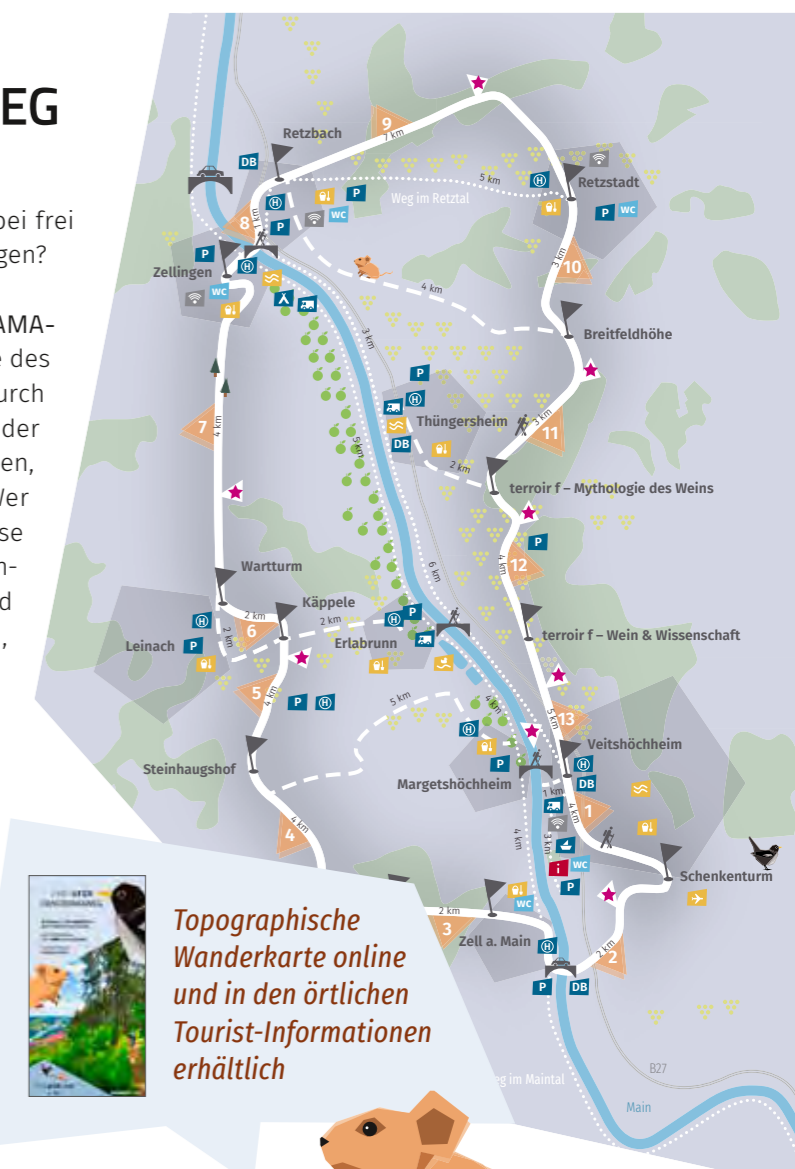 EG
bei frei
gen?
AMA-
e des
urch
der
en,
Wer
se
n-
d
,
Retzbach
9
7 km
DB
H
P
P
WC
5 km
Weg im Retztal
H
Retzstadt
P
WC
8
1 km
P
Zellingen
H
WC
4 km
3 km
10
Breitfeldhöhe
3 km
P
H
Thüngersheim
DB
3 km
11
7
4 km
5 km
2 km
terroir f – Mythologie des Weins
P
4 km
12
6 km
Wartturm
Käppele
2 km
2 km
6
H
2 km
Leinach
P
H
P
Erlabrunn
terroir f – Wein & Wissenschaft
5
4 km
P
H
5 km
4 km
5 km
13
H
Veitshöchheim
Steinhaugshof
P
Margetshöchheim
H
DB
1 km
4 km
1
4 km
4 km
3 km
4
i
WC
P
Schenkenturm
WC
2 km
3
Zell a. Main
H
2 km
2
P
DB
Topographische
Wanderkarte online
und in den örtlichen
Tourist-Informationen
erhältlich
eg im Maintal
B27
Main